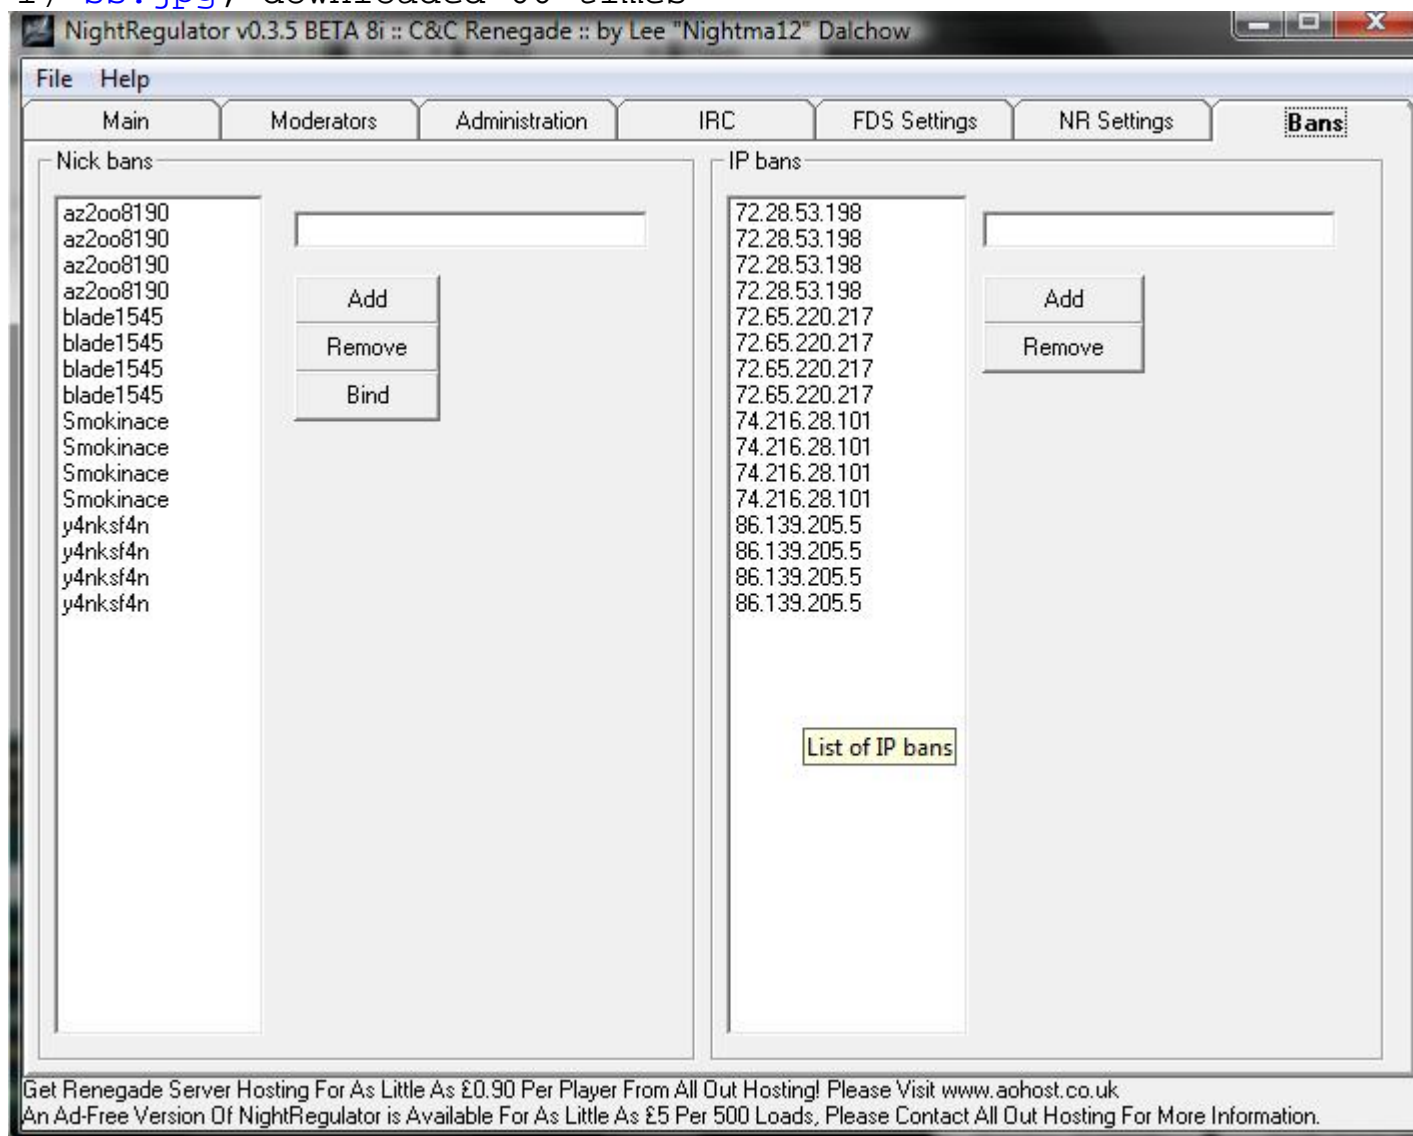 NightRegulator v0.3.5 BETA 8i :: C&C Renegade :: by Lee "Nightma12" Dalchow
File Help
Main Moderators Administration IRC FDS Settings NR Settings Bans
Nick bans
az2oo8190
az2oo8190
az2oo8190
az2oo8190
blade1545
blade1545
blade1545
blade1545
Smokinace
Smokinace
Smokinace
Smokinace
y4nksf4n
y4nksf4n
y4nksf4n
y4nksf4n
Add
Remove
Bind
IP bans
72.28.53.198
72.28.53.198
72.28.53.198
72.28.53.198
72.65.220.217
72.65.220.217
72.65.220.217
72.65.220.217
74.216.28.101
74.216.28.101
74.216.28.101
74.216.28.101
86.139.205.5
86.139.205.5
86.139.205.5
86.139.205.5
Add
Remove
List of IP bans
Get Renegade Server Hosting For As Little As £0.90 Per Player From All Out Hosting! Please Visit www.aohost.co.uk
An Ad-Free Version Of NightRegulator is Available For As Little As £5 Per 500 Loads, Please Contact All Out Hosting For More Information.